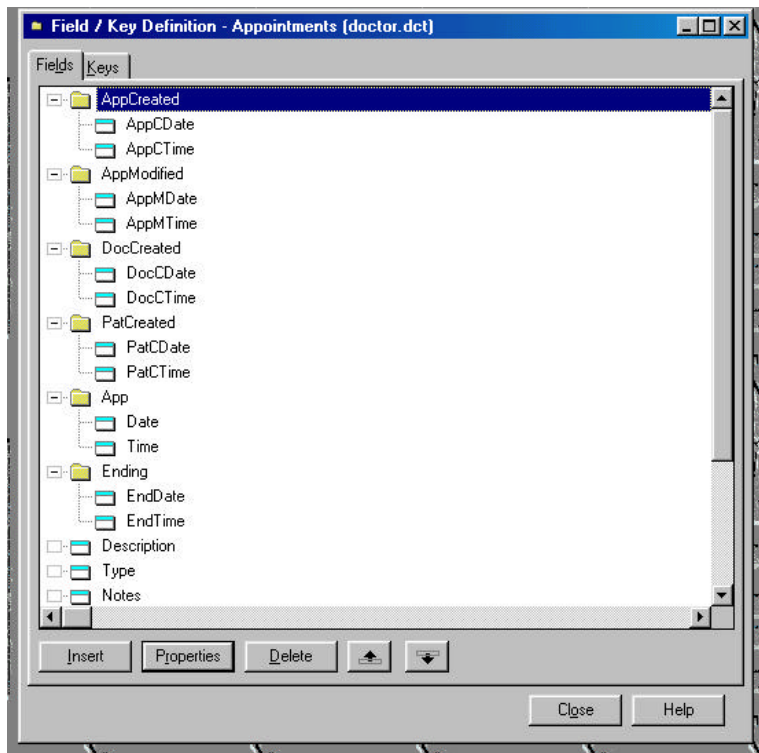 Field / Key Definition - Appointments (doctor.dct)
Fields Keys
AppCreated
AppCDate
AppCTime
AppModified
AppMDate
AppMTime
DocCreated
DocCDate
DocCTime
PatCreated
PatCDate
PatCTime
App
Date
Time
Ending
EndDate
EndTime
Description
Type
Notes
Insert Properties Delete
Close Help